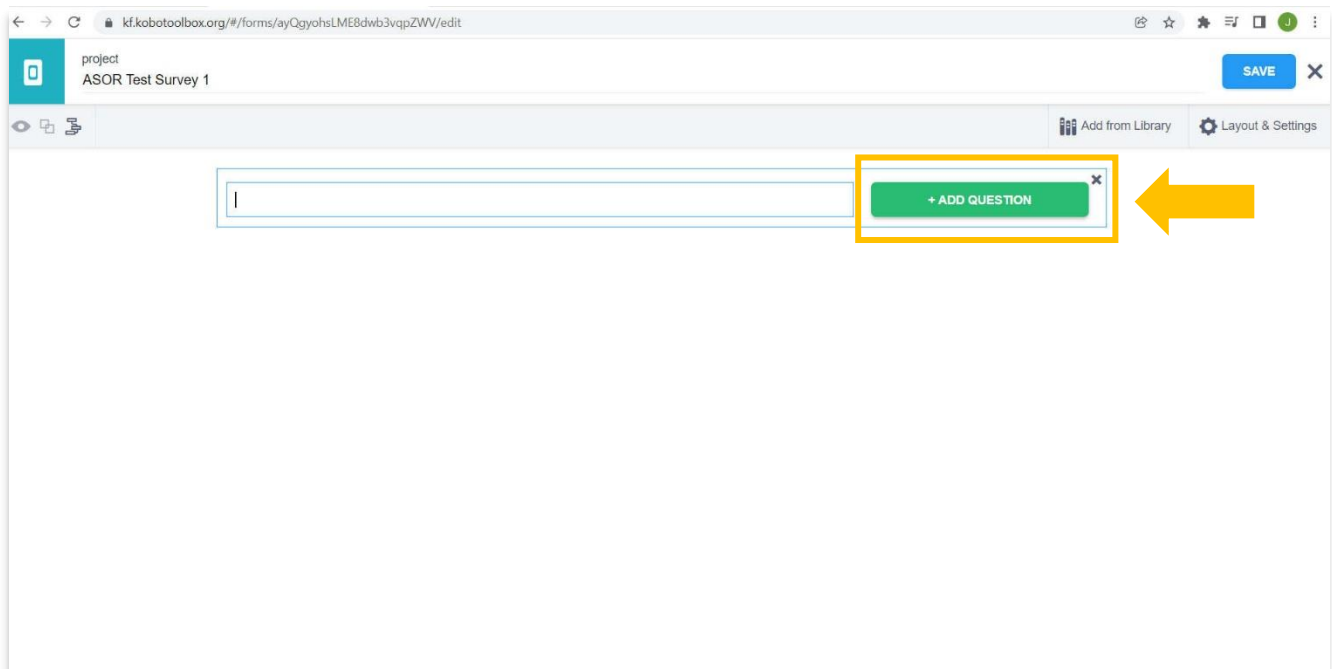 kf.kobotoolbox.org/#/forms/ayQgyohsLME8dwb3vqpZWV/edit
J
project
ASOR Test Survey 1
SAVE
Add from Library
Layout & Settings
+ ADD QUESTION